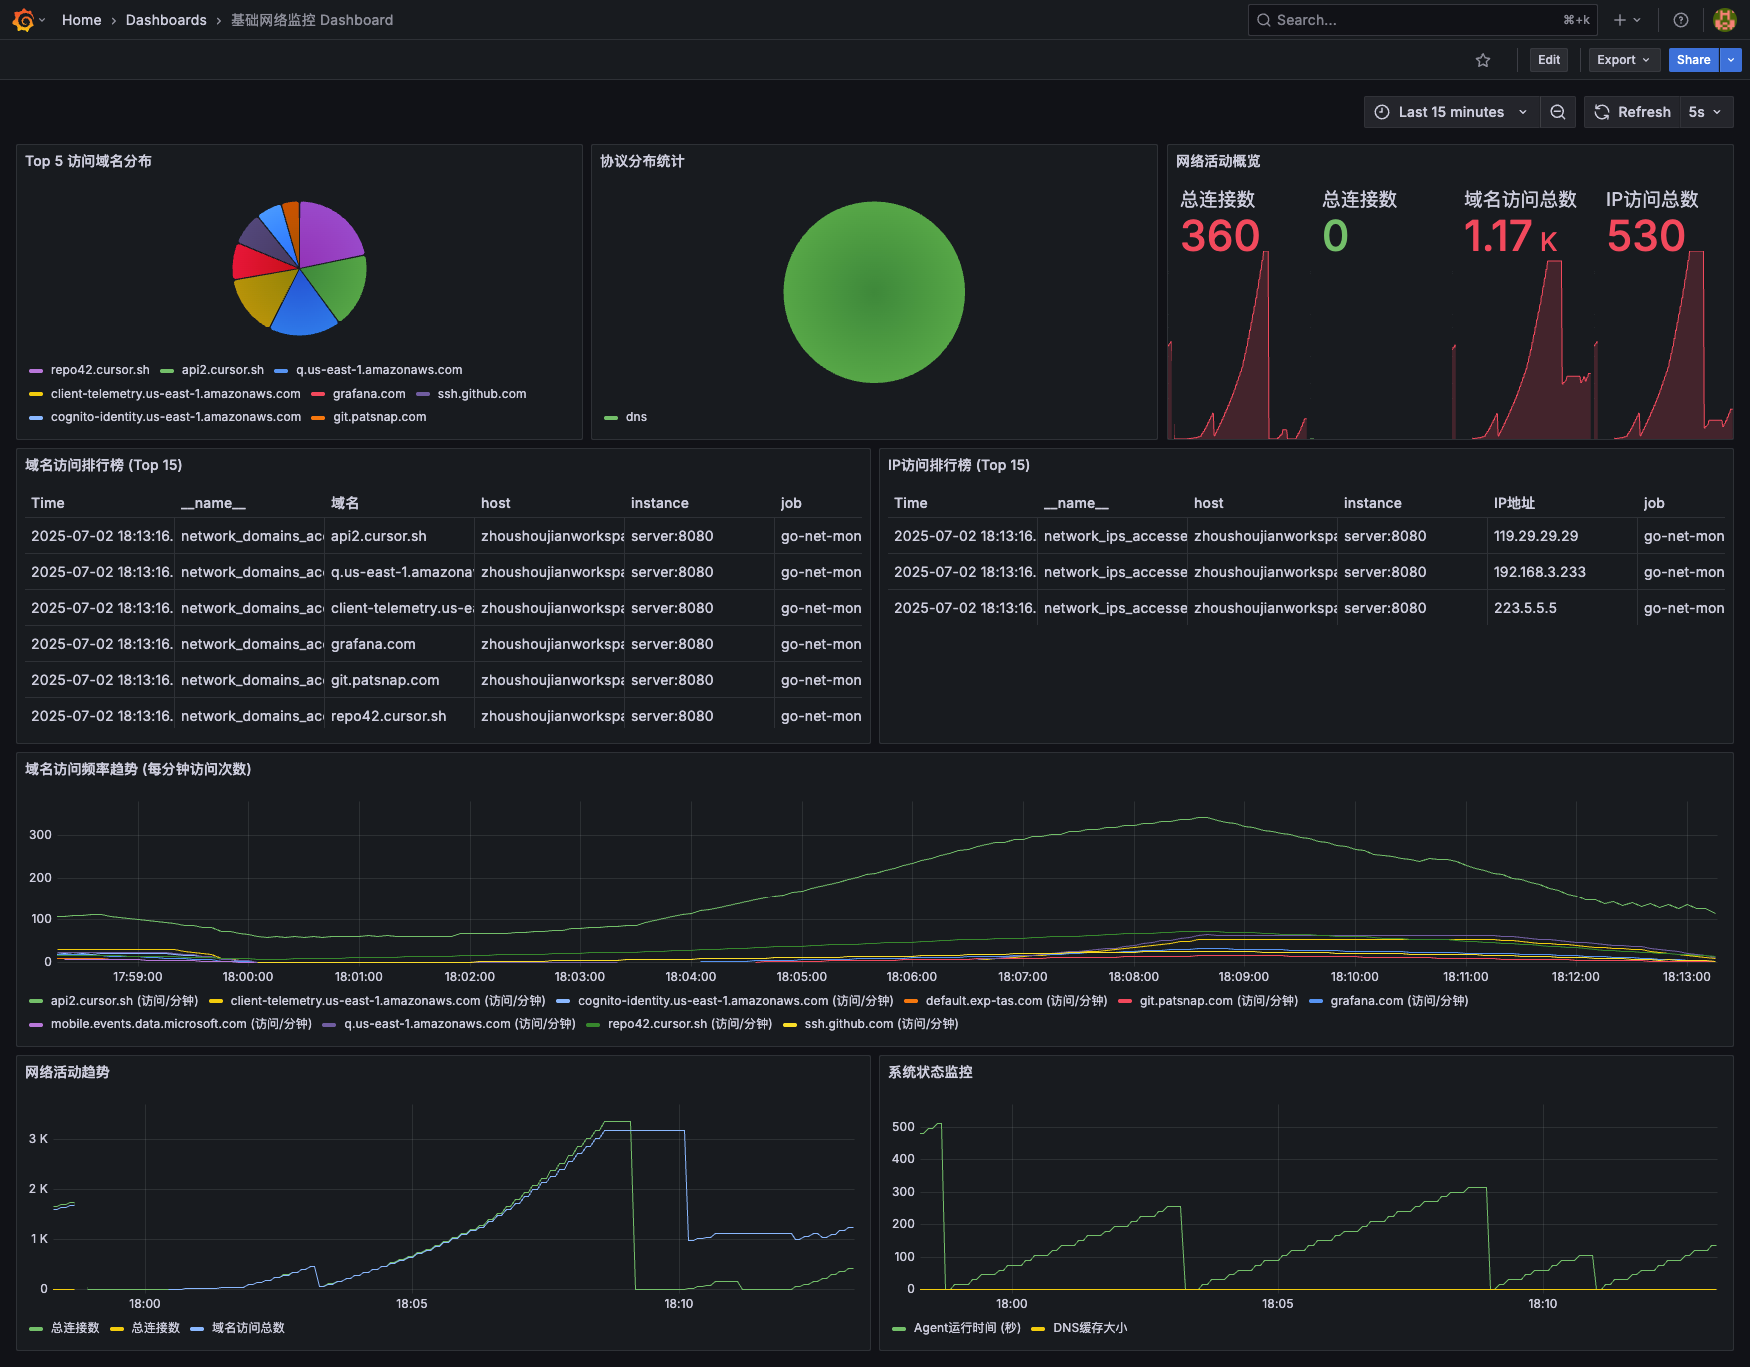 Home › Dashboards › 基础网络监控 Dashboard
Search... ⌘+k
Edit Export Share
Last 15 minutes Refresh 5s
Top 5 访问域名分布
repo42.cursor.sh api2.cursor.sh q.us-east-1.amazonaws.com
client-telemetry.us-east-1.amazonaws.com grafana.com ssh.github.com
cognito-identity.us-east-1.amazonaws.com git.patsnap.com
协议分布统计
dns
网络活动概览
总连接数 总连接数 域名访问总数 IP访问总数
360 0 1.17 K 530
域名访问排行榜 (Top 15)
Time __name__ 域名 host instance job
2025-07-02 18:13:16. network_domains_acc api2.cursor.sh zhoushoujianworkspa server:8080 go-net-mon
2025-07-02 18:13:16. network_domains_acc q.us-east-1.amazona zhoushoujianworkspa server:8080 go-net-mon
2025-07-02 18:13:16. network_domains_acc client-telemetry.us-ea zhoushoujianworkspa server:8080 go-net-mon
2025-07-02 18:13:16. network_domains_acc grafana.com zhoushoujianworkspa server:8080 go-net-mon
2025-07-02 18:13:16. network_domains_acc git.patsnap.com zhoushoujianworkspa server:8080 go-net-mon
2025-07-02 18:13:16. network_domains_acc repo42.cursor.sh zhoushoujianworkspa server:8080 go-net-mon
IP访问排行榜 (Top 15)
Time __name__ host instance IP地址 job
2025-07-02 18:13:16. network_ips_accesse zhoushoujianworkspa server:8080 119.29.29.29 go-net-mon
2025-07-02 18:13:16. network_ips_accesse zhoushoujianworkspa server:8080 192.168.3.233 go-net-mon
2025-07-02 18:13:16. network_ips_accesse zhoushoujianworkspa server:8080 223.5.5.5 go-net-mon
域名访问频率趋势 (每分钟访问次数)
300
200
100
0
17:59:00 18:00:00 18:01:00 18:02:00 18:03:00 18:04:00 18:05:00 18:06:00 18:07:00 18:08:00 18:09:00 18:10:00 18:11:00 18:12:00 18:13:00
api2.cursor.sh (访问/分钟) client-telemetry.us-east-1.amazonaws.com (访问/分钟) cognito-identity.us-east-1.amazonaws.com (访问/分钟) default.exp-tas.com (访问/分钟) git.patsnap.com (访问/分钟) grafana.com (访问/分钟)
mobile.events.data.microsoft.com (访问/分钟) q.us-east-1.amazonaws.com (访问/分钟) repo42.cursor.sh (访问/分钟) ssh.github.com (访问/分钟)
网络活动趋势
3 K
2 K
1 K
0
18:00 18:05 18:10
总连接数 总连接数 域名访问总数
系统状态监控
500
400
300
200
100
0
18:00 18:05 18:10
Agent运行时间 (秒) DNS缓存大小